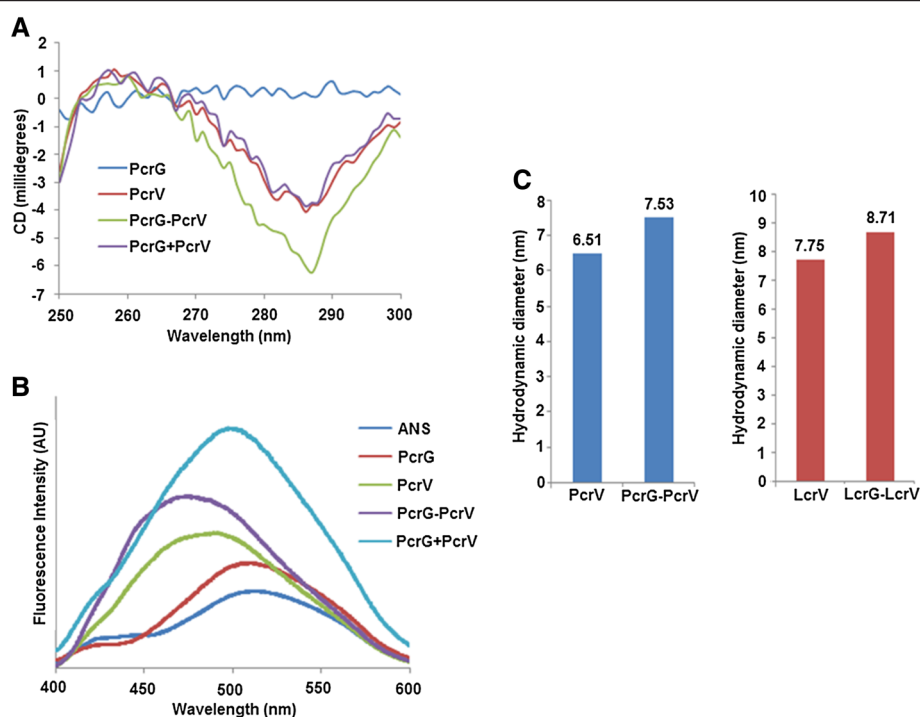 A
CD (millidegrees)
2
1
0
-1
-2
-3
-4
-5
-6
-7
250 260 270 280 290 300
Wavelength (nm)
PcrG
PcrV
PcrG-PcrV
PcrG+PcrV
B
Fluorescence Intensity (AU)
400 450 500 550 600
Wavelength (nm)
ANS
PcrG
PcrV
PcrG-PcrV
PcrG+PcrV
C
Hydrodynamic diameter (nm)
8
7
6
5
4
3
2
1
0
6.51
7.53
PcrV PcrG-PcrV
Hydrodynamic diameter (nm)
10
9
8
7
6
5
4
3
2
1
0
7.75
8.71
LcrV LcrG-LcrV